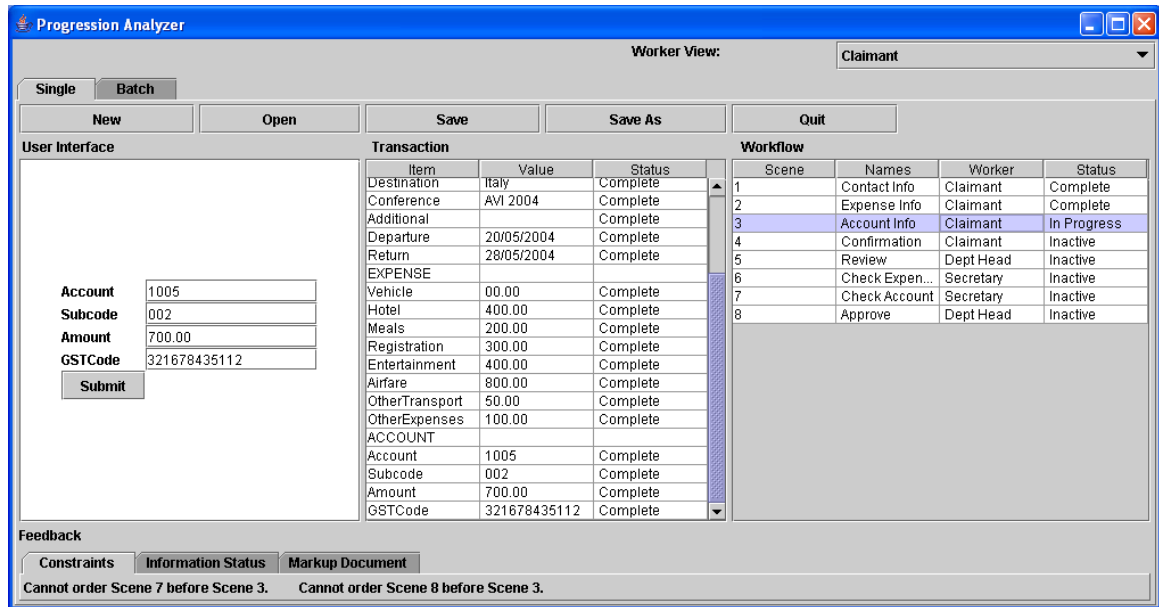 Progression Analyzer
Worker View: Claimant
Single Batch
New Open Save Save As Quit
User Interface Transaction Workflow
Account 1005
Subcode 002
Amount 700.00
GSTCode 321678435112
Submit
Item Value Status
Destination Italy Complete
Conference AVI 2004 Complete
Additional Complete
Departure 20/05/2004 Complete
Return 28/05/2004 Complete
EXPENSE
Vehicle 00.00 Complete
Hotel 400.00 Complete
Meals 200.00 Complete
Registration 300.00 Complete
Entertainment 400.00 Complete
Airfare 800.00 Complete
OtherTransport 50.00 Complete
OtherExpenses 100.00 Complete
ACCOUNT
Account 1005 Complete
Subcode 002 Complete
Amount 700.00 Complete
GSTCode 321678435112 Complete
Scene Names Worker Status
1 Contact Info Claimant Complete
2 Expense Info Claimant Complete
3 Account Info Claimant In Progress
4 Confirmation Claimant Inactive
5 Review Dept Head Inactive
6 Check Expen... Secretary Inactive
7 Check Account Secretary Inactive
8 Approve Dept Head Inactive
Feedback
Constraints Information Status Markup Document
Cannot order Scene 7 before Scene 3. Cannot order Scene 8 before Scene 3.